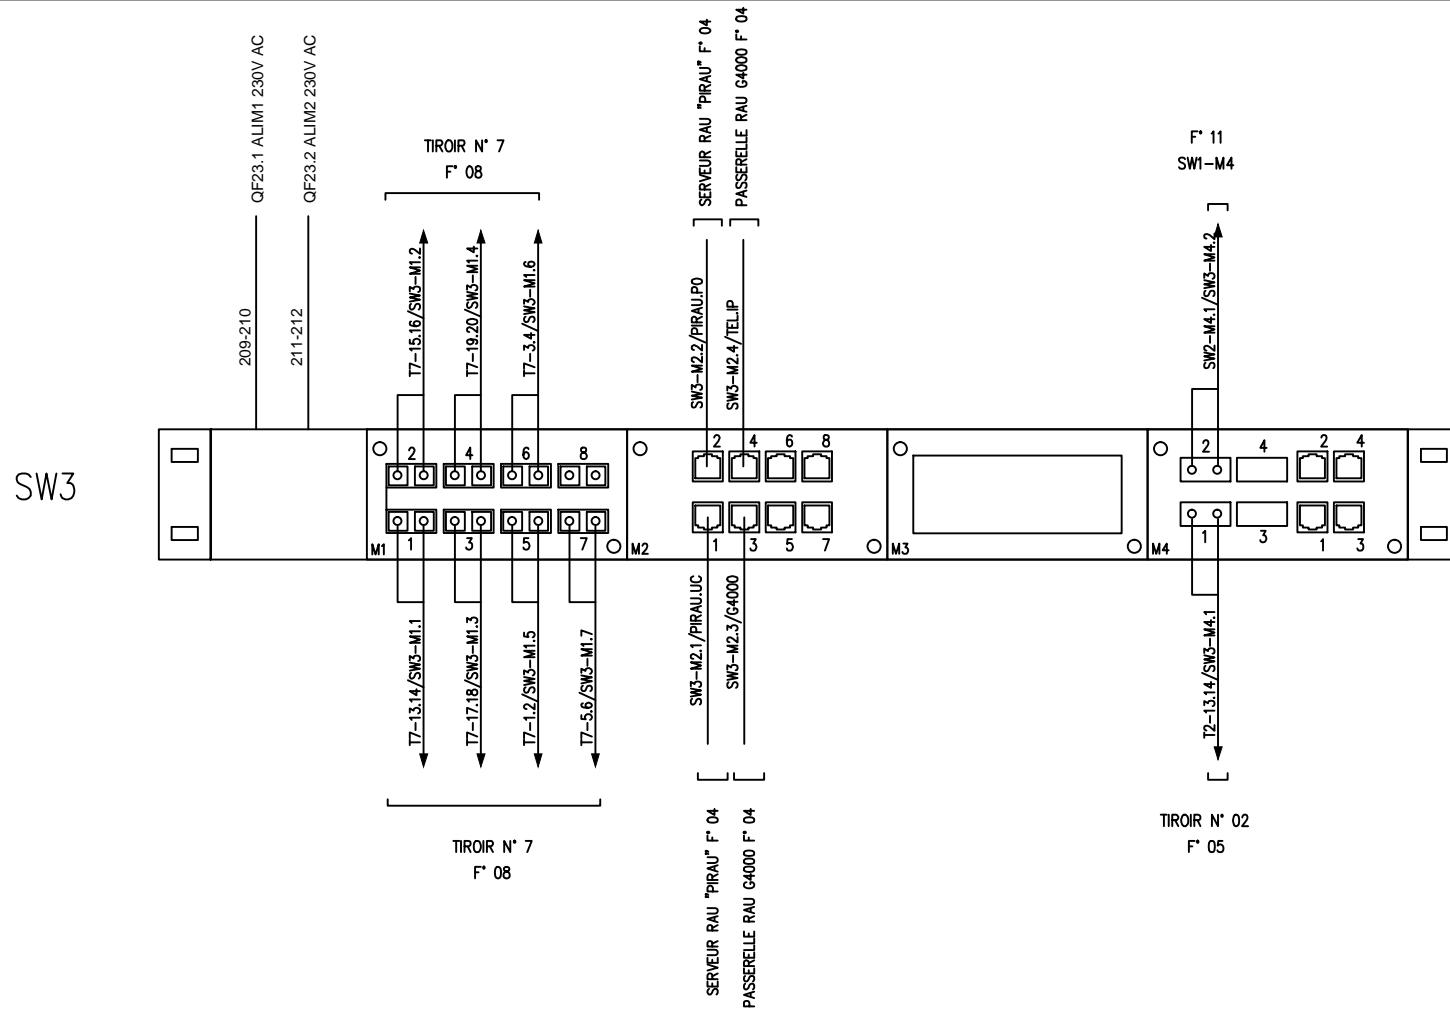 QF23.1 ALIM1 230V AC
QF23.2 ALIM2 230V AC
209-210
211-212
TIROIR N° 7
F° 08
T7-15.16/SW3-M1.2
T7-19.20/SW3-M1.4
T7-3.4/SW3-M1.6
SERVEUR RAU "PIRAU" F° 04
PASSERELLE RAU G4000 F° 04
SW3-M2.2/PIRAU.PO
SW3-M2.4/TEL.IP
F° 11
SW1-M4
SW2-M4.1/SW3-M4.2
SW3
2 4 6 8
1 3 5 7
M1
2 4 6 8
1 3 5 7
M2
M3
2 4 2 4
1 3 1 3
M4
T7-13.14/SW3-M1.1
T7-17.18/SW3-M1.3
T7-1.2/SW3-M1.5
T7-5.6/SW3-M1.7
TIROIR N° 7
F° 08
SW3-M2.1/PIRAU.UC
SW3-M2.3/G4000
SERVEUR RAU "PIRAU" F° 04
PASSERELLE RAU G4000 F° 04
T2-13.14/SW3-M4.1
TIROIR N° 02
F° 05